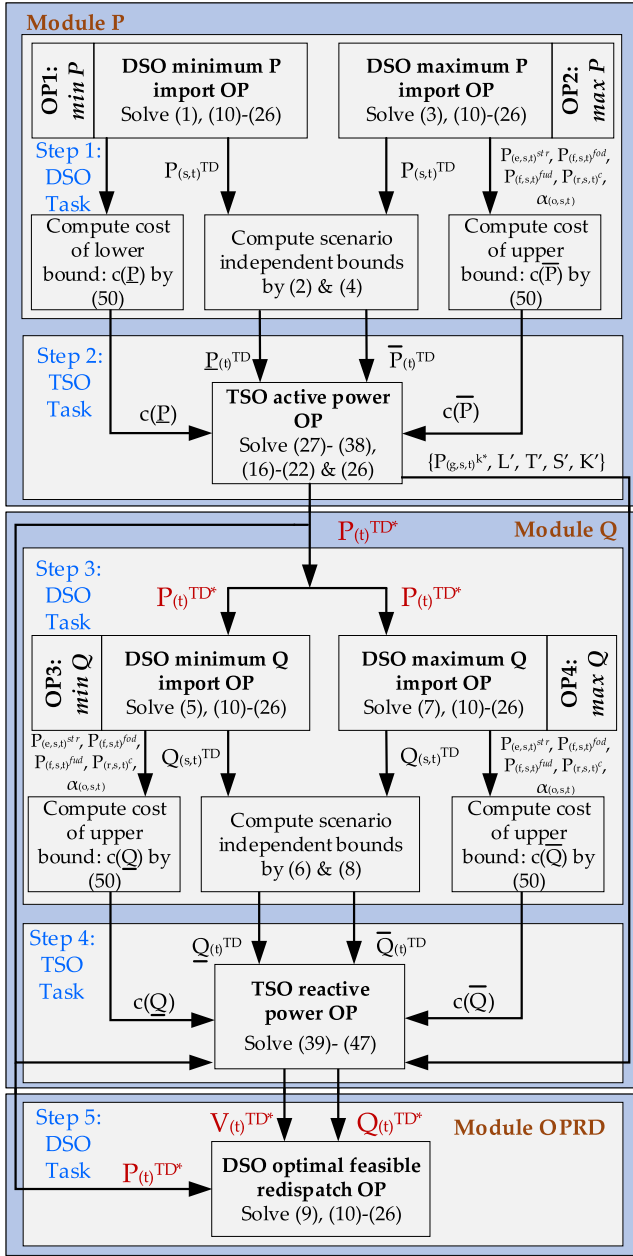 Module P
OP1:
min P
DSO minimum P
import OP
Solve (1), (10)-(26)
DSO maximum P
import OP
Solve (3), (10)-(26)
OP2:
max P
Step 1:
DSO
Task
P(s,t)TD
P(s,t)TD
P(e,s,t)str, P(f,s,t)fod,
P(f,s,t)fud, P(r,s,t)c,
α(o,s,t)
Compute cost
of lower
bound: c(P̲) by
(50)
Compute scenario
independent bounds
by (2) & (4)
Compute cost
of upper
bound: c(P̅) by
(50)
Step 2:
TSO
Task
P̲(t)TD
P̅(t)TD
c(P̲)
TSO active power
OP
Solve (27)- (38),
(16)-(22) & (26)
c(P̅)
{P(g,s,t)k*, L′, T′, S′, K′}
Module Q
P(t)TD*
Step 3:
DSO
Task
P(t)TD*
P(t)TD*
OP3:
min Q
DSO minimum Q
import OP
Solve (5), (10)-(26)
DSO maximum Q
import OP
Solve (7), (10)-(26)
OP4:
max Q
P(e,s,t)str, P(f,s,t)fod,
P(f,s,t)fud, P(r,s,t)c,
α(o,s,t)
Q(s,t)TD
Q(s,t)TD
P(e,s,t)str, P(f,s,t)fod,
P(f,s,t)fud, P(r,s,t)c,
α(o,s,t)
Compute cost
of upper
bound: c(Q̲) by
(50)
Compute scenario
independent bounds
by (6) & (8)
Compute cost
of upper
bound: c(Q̅) by
(50)
Step 4:
TSO
Task
Q̲(t)TD
Q̅(t)TD
c(Q̲)
TSO reactive
power OP
Solve (39)- (47)
c(Q̅)
Step 5:
DSO
Task
V(t)TD*
Q(t)TD*
Module OPRD
P(t)TD*
DSO optimal feasible
redispatch OP
Solve (9), (10)-(26)